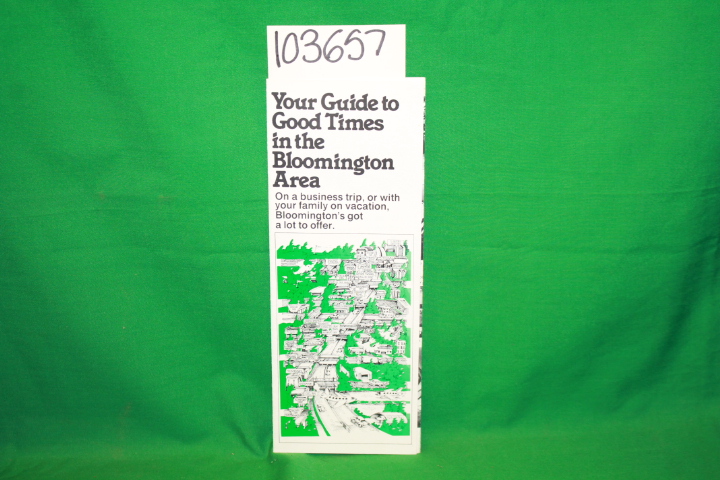 103657
Your Guide to
Good Times
in the
Bloomington
Area
On a business trip, or with
your family on vacation,
Bloomington's got
a lot to offer.